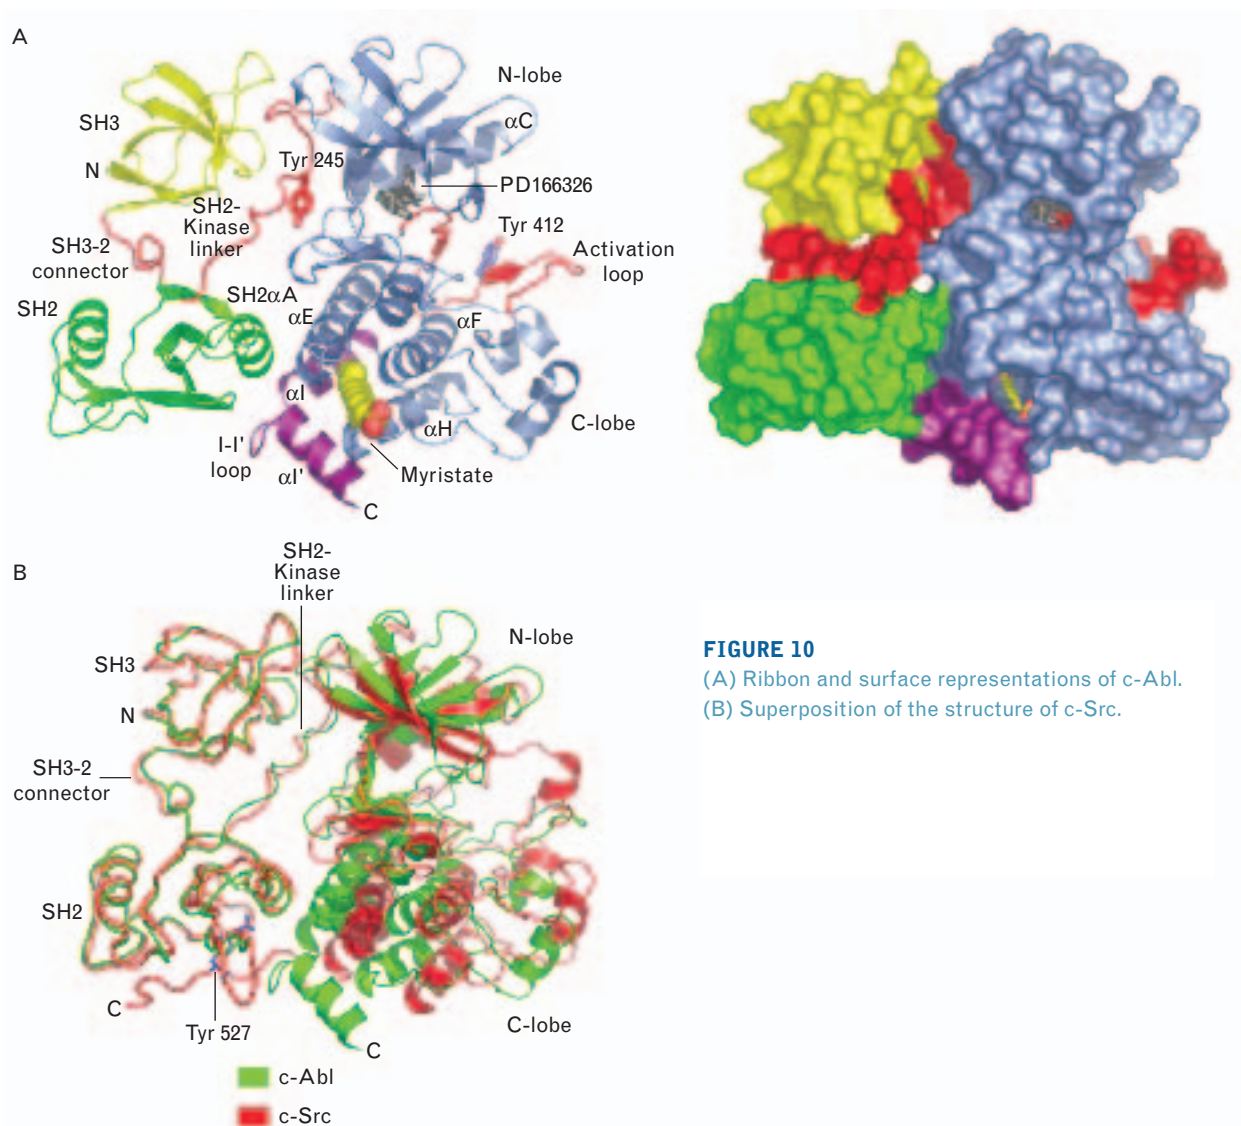 A
N-lobe
SH3
αC
N
Tyr 245
PD166326
SH2-
Kinase
linker
Tyr 412
SH3-2
connector
Activation
loop
SH2
SH2αA
αE
αF
αI
αH
C-lobe
I-I'
loop
αI'
Myristate
C
B
SH2-
Kinase
linker
N-lobe
SH3
N
SH3-2
connector
SH2
C
Tyr 527
C-lobe
C
c-Abl
c-Src
FIGURE 10
(A) Ribbon and surface representations of c-Abl.
(B) Superposition of the structure of c-Src.